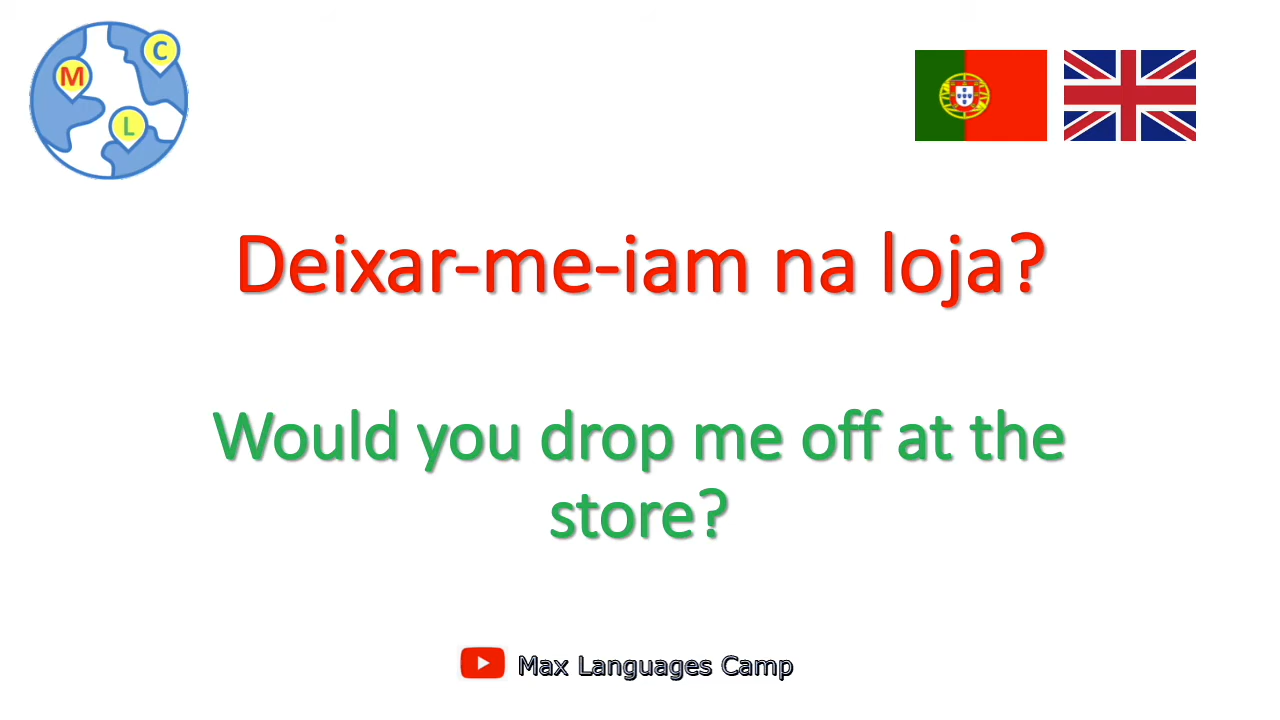 M
C
L
Deixar-me-iam na loja?
Would you drop me off at the
store?
Max Languages Camp